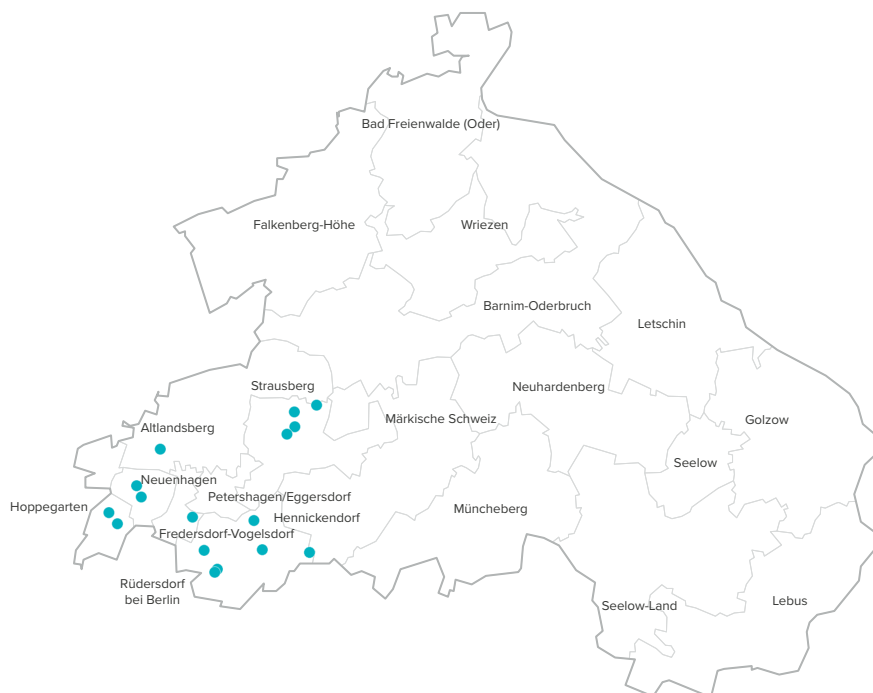 Bad Freienwalde (Oder)
Falkenberg-Höhe
Wriezen
Barnim-Oderbruch
Letschin
Strausberg
Neuhardenberg
Märkische Schweiz
Golzow
Altlandsberg
Seelow
Neuenhagen
Petershagen/Eggersdorf
Hoppegarten
Müncheberg
Hennickendorf
Fredersdorf-Vogelsdorf
Rüdersdorf
bei Berlin
Seelow-Land
Lebus